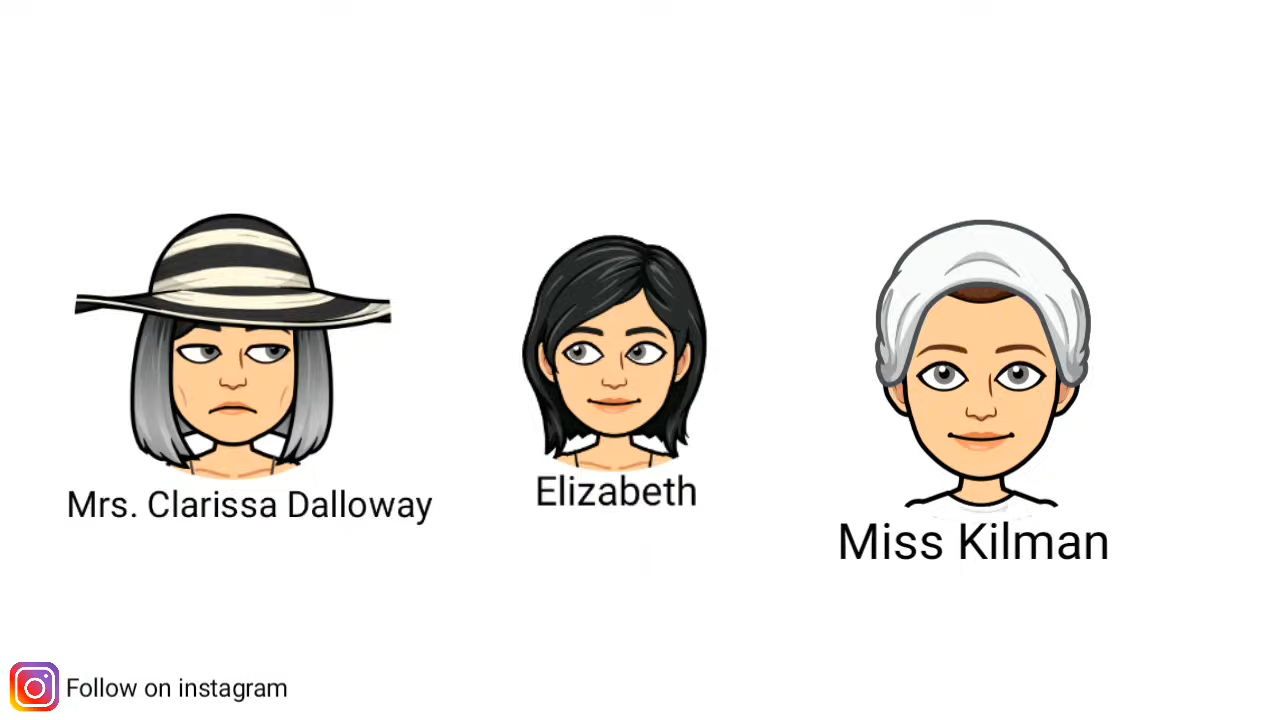 Mrs. Clarissa Dalloway
Elizabeth
Miss Kilman
Follow on instagram